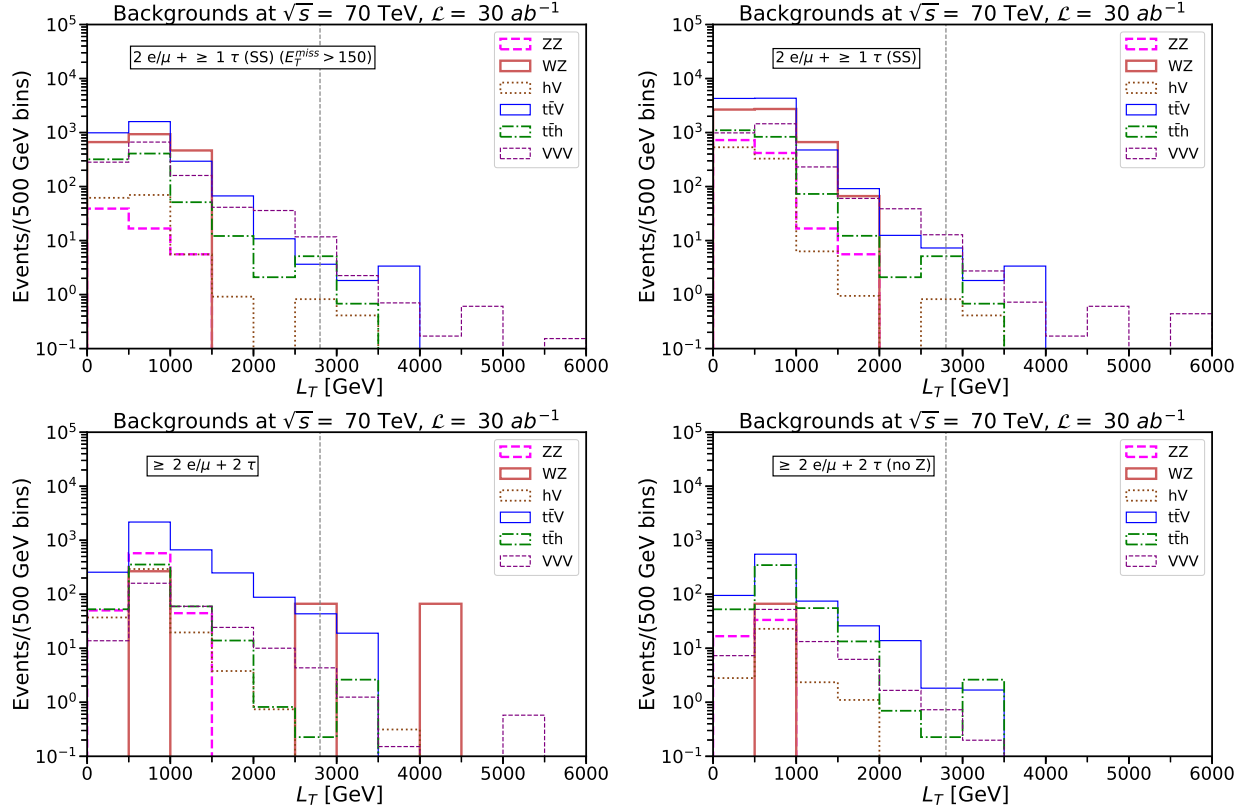 Backgrounds at √s = 70 TeV, ℒ = 30 ab⁻¹
2 e/μ + ≥ 1 τ (SS) (E_T^miss > 150)
ZZ
WZ
hV
tt̄V
tt̄h
VVV
Events/(500 GeV bins)
10⁵
10⁴
10³
10²
10¹
10⁰
10⁻¹
0 1000 2000 3000 4000 5000 6000
L_T [GeV]
Backgrounds at √s = 70 TeV, ℒ = 30 ab⁻¹
2 e/μ + ≥ 1 τ (SS)
ZZ
WZ
hV
tt̄V
tt̄h
VVV
Events/(500 GeV bins)
10⁵
10⁴
10³
10²
10¹
10⁰
10⁻¹
0 1000 2000 3000 4000 5000 6000
L_T [GeV]
Backgrounds at √s = 70 TeV, ℒ = 30 ab⁻¹
≥ 2 e/μ + 2 τ
ZZ
WZ
hV
tt̄V
tt̄h
VVV
Events/(500 GeV bins)
10⁵
10⁴
10³
10²
10¹
10⁰
10⁻¹
0 1000 2000 3000 4000 5000 6000
L_T [GeV]
Backgrounds at √s = 70 TeV, ℒ = 30 ab⁻¹
≥ 2 e/μ + 2 τ (no Z)
ZZ
WZ
hV
tt̄V
tt̄h
VVV
Events/(500 GeV bins)
10⁵
10⁴
10³
10²
10¹
10⁰
10⁻¹
0 1000 2000 3000 4000 5000 6000
L_T [GeV]